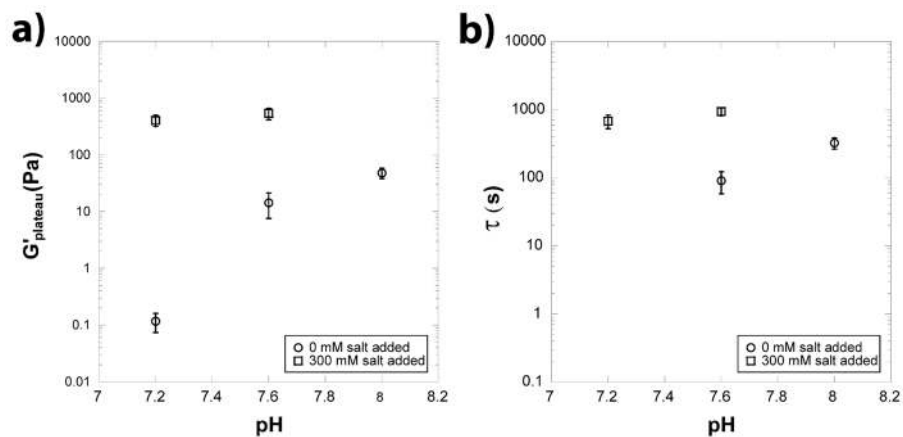 a)
10000
1000
100
10
1
0.1
0.01
G'plateau(Pa)
7
7.2
7.4
7.6
7.8
8
8.2
pH
0 mM salt added
300 mM salt added
b)
10000
1000
100
10
1
0.1
τ (s)
7
7.2
7.4
7.6
7.8
8
8.2
pH
0 mM salt added
300 mM salt added